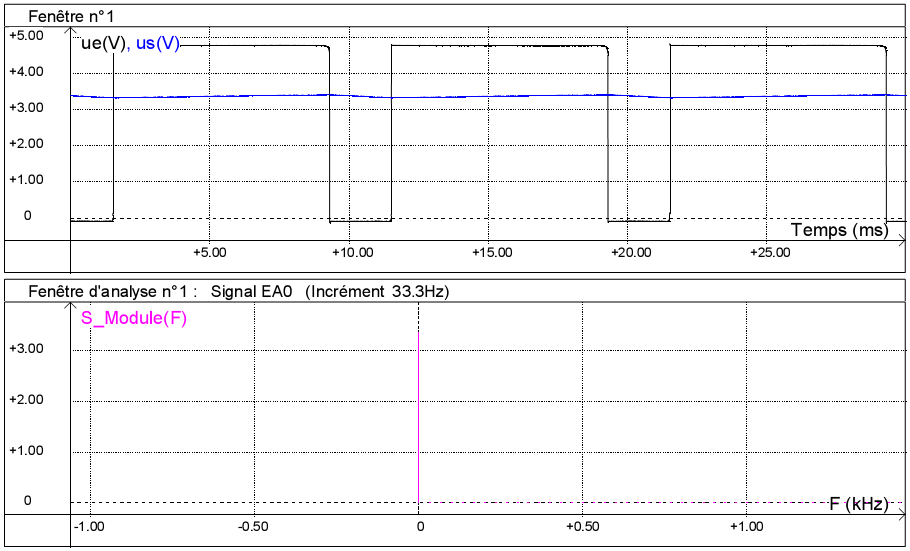 Fenêtre n°1
+5.00
ue(V), us(V)
+4.00
+3.00
+2.00
+1.00
0
Temps (ms)
+5.00 +10.00 +15.00 +20.00 +25.00
Fenêtre d'analyse n°1 : Signal EA0 (Incrément 33.3Hz)
S_Module(F)
+3.00
+2.00
+1.00
0
F (kHz)
-1.00 -0.50 0 +0.50 +1.00